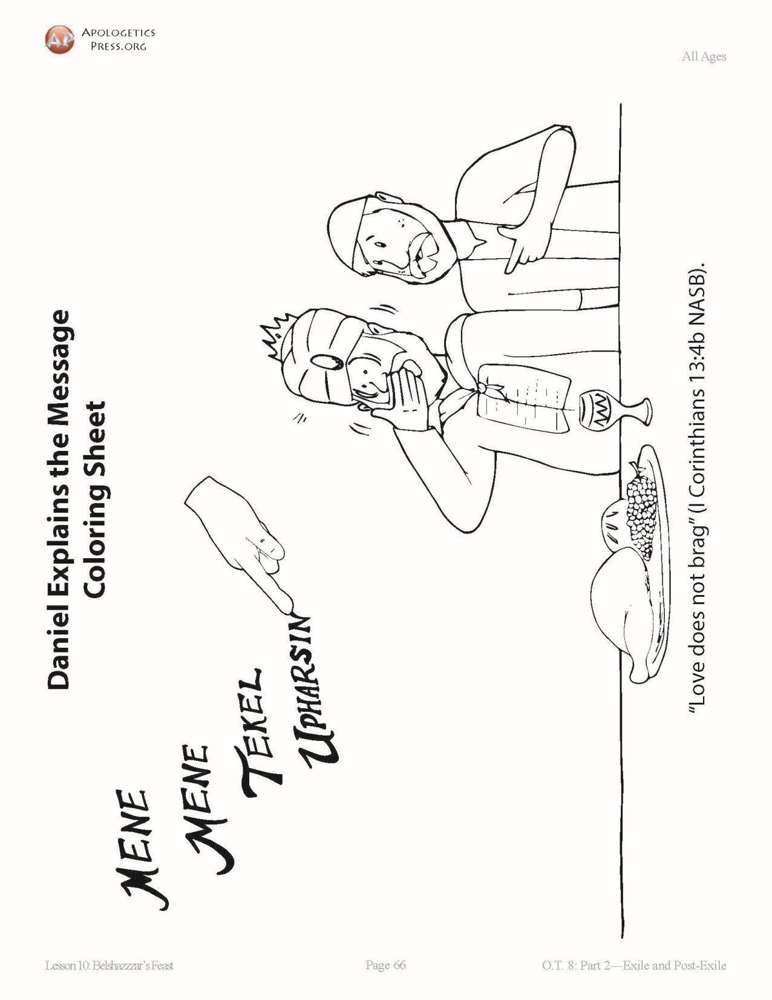 APOLOGETICS
PRESS.ORG
AP
All Ages
Daniel Explains the Message
Coloring Sheet
MENE
MENE
TEKEL
UPHARSIN
“Love does not brag” (I Corinthians 13:4b NASB).
Lesson 10: Belshazzzar’s Feast
Page 66
O.T. 8: Part 2—Exile and Post-Exile